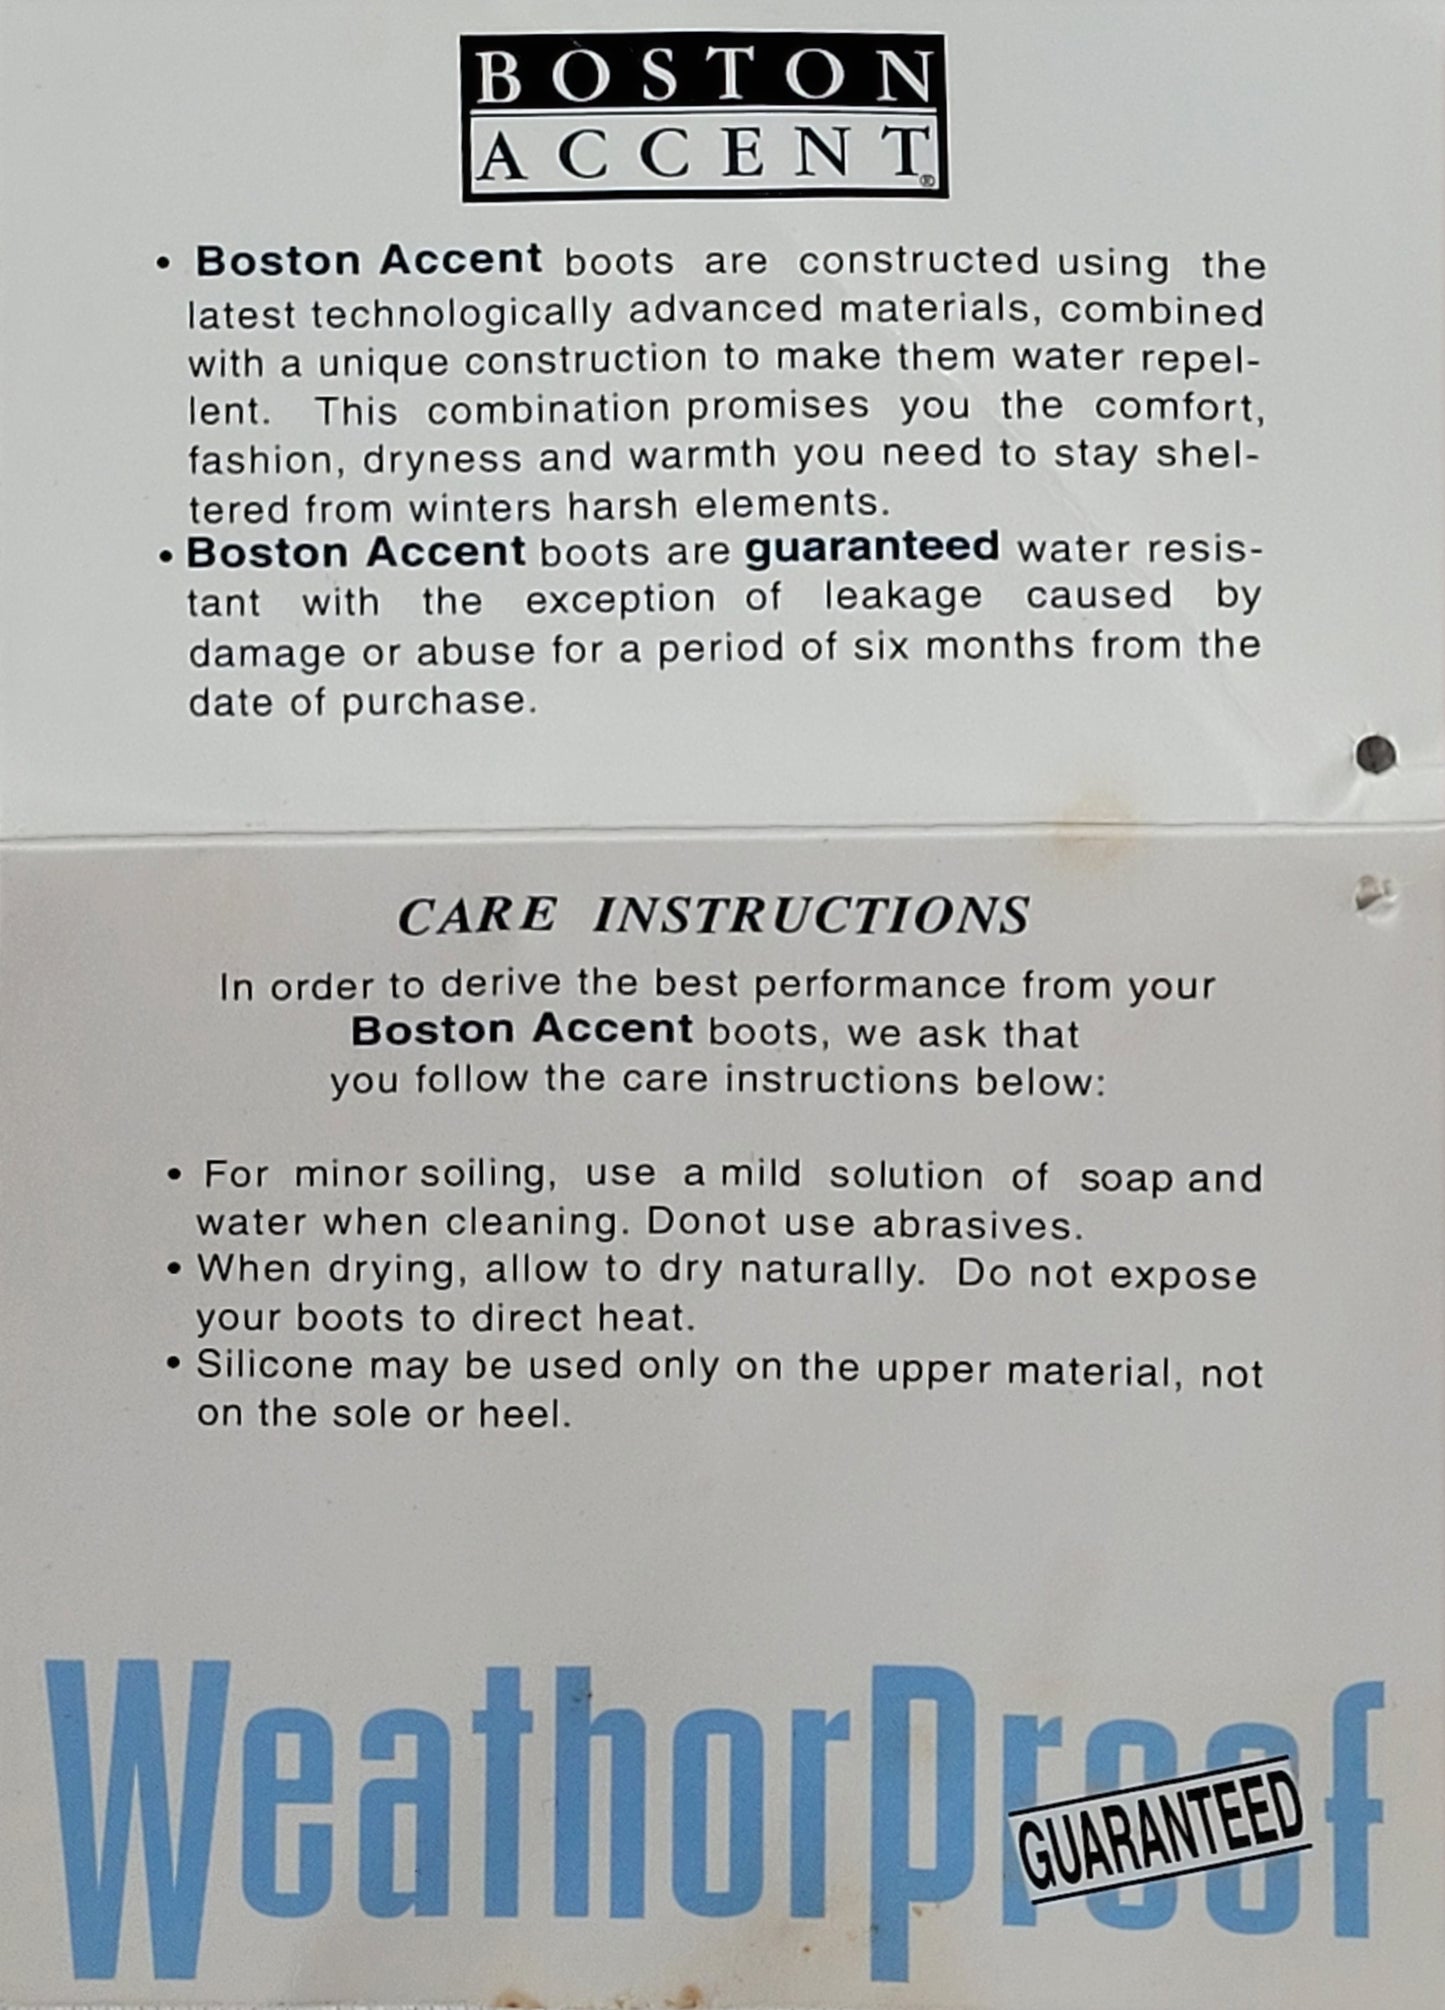 BOSTON
ACCENT®
• Boston Accent boots are constructed using the
latest technologically advanced materials, combined
with a unique construction to make them water repel-
lent. This combination promises you the comfort,
fashion, dryness and warmth you need to stay shel-
tered from winters harsh elements.
• Boston Accent boots are guaranteed water resis-
tant with the exception of leakage caused by
damage or abuse for a period of six months from the
date of purchase.
CARE INSTRUCTIONS
In order to derive the best performance from your
Boston Accent boots, we ask that
you follow the care instructions below:
• For minor soiling, use a mild solution of soap and
water when cleaning. Donot use abrasives.
• When drying, allow to dry naturally. Do not expose
your boots to direct heat.
• Silicone may be used only on the upper material, not
on the sole or heel.
WeathorProof
GUARANTEED